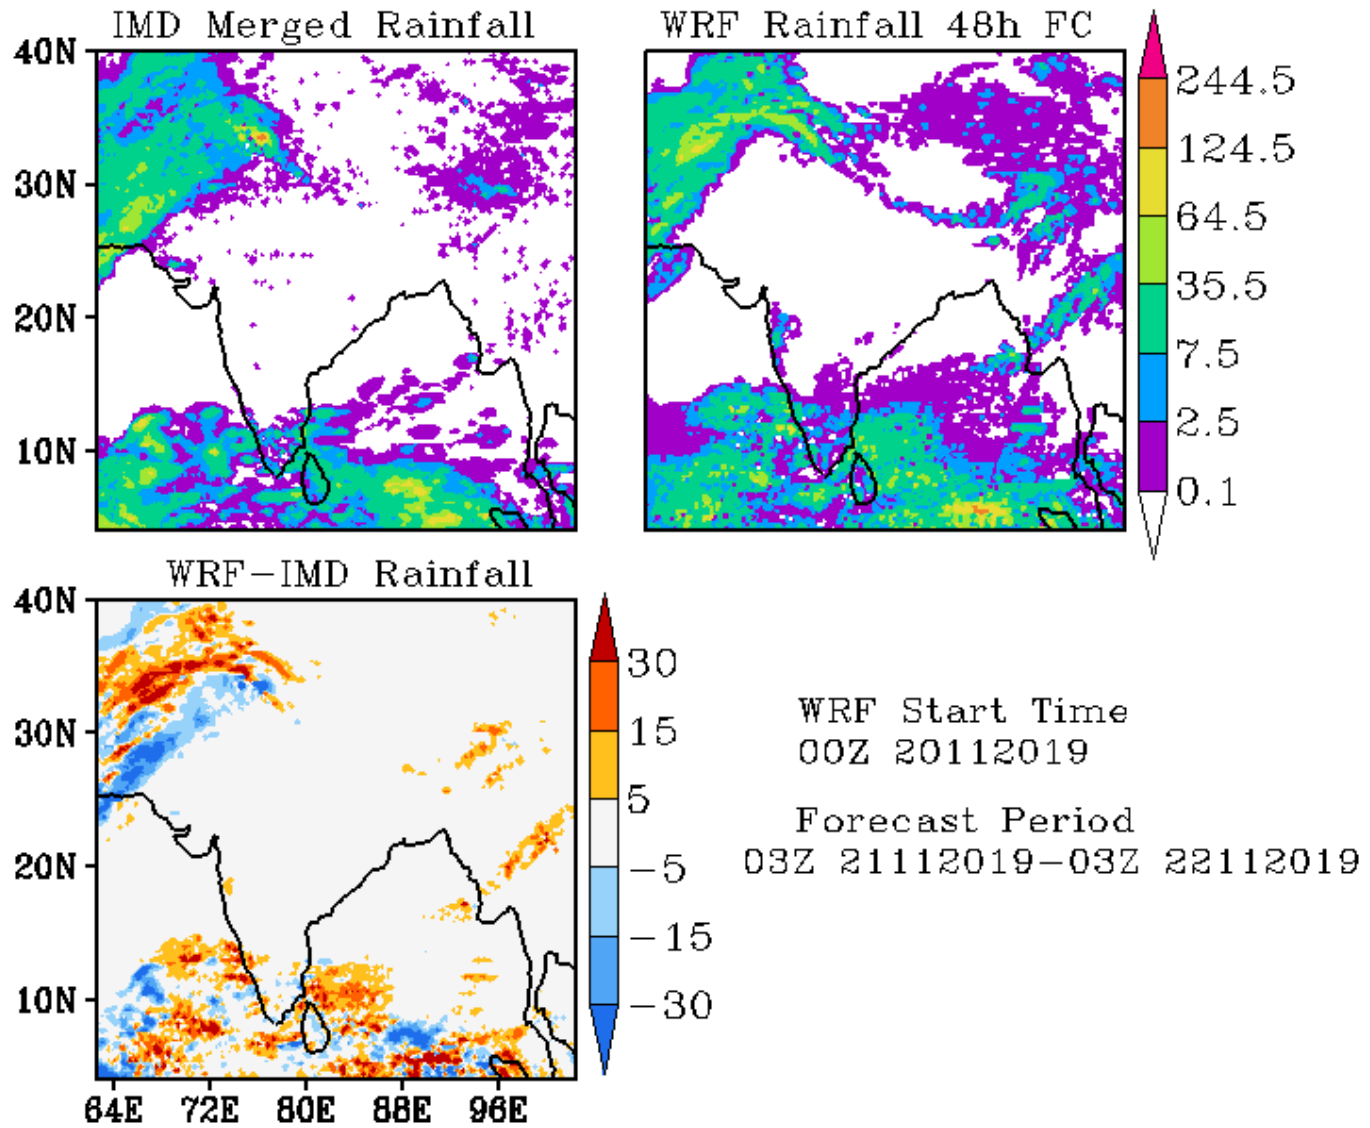 IMD Merged Rainfall
WRF Rainfall 48h FC
40N
30N
20N
10N
244.5
124.5
64.5
35.5
7.5
2.5
0.1
WRF-IMD Rainfall
40N
30N
20N
10N
64E 72E 80E 88E 96E
30
15
5
-5
-15
-30
WRF Start Time
00Z 20112019
Forecast Period
03Z 21112019-03Z 22112019